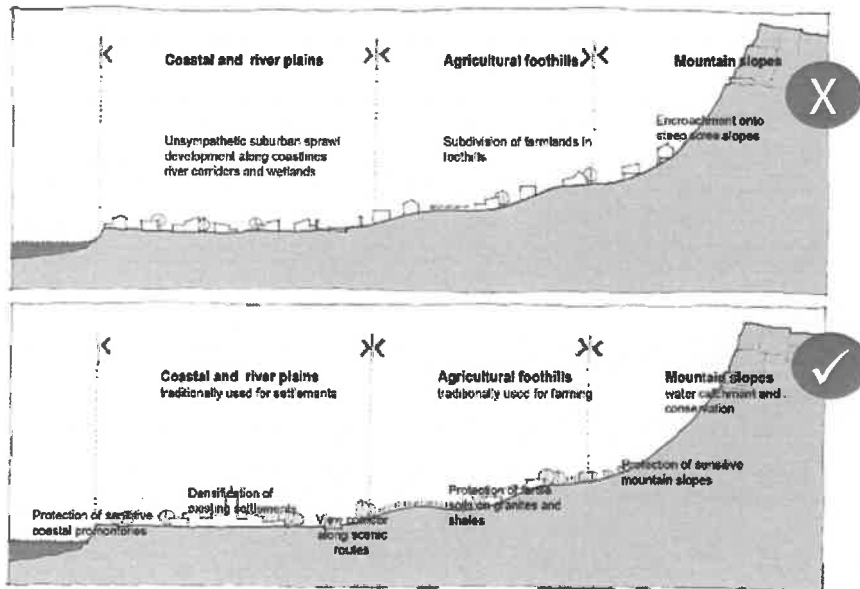 Coastal and river plains
Agricultural foothills
Mountain slopes
X
Unsympathetic suburban sprawl
development along coastlines
river corridors and wetlands
Subdivision of farmlands in
foothills
Encroachment onto
steep scree slopes
Coastal and river plains
traditionally used for settlements
Agricultural foothills
traditionally used for farming
Mountain slopes
water catchment and
conservation
Protection of sensitive
coastal promontories
Densification of
existing settlements
View corridor
along scenic
routes
Protection of fertile
soils on granites and
shales
Protection of sensitive
mountain slopes